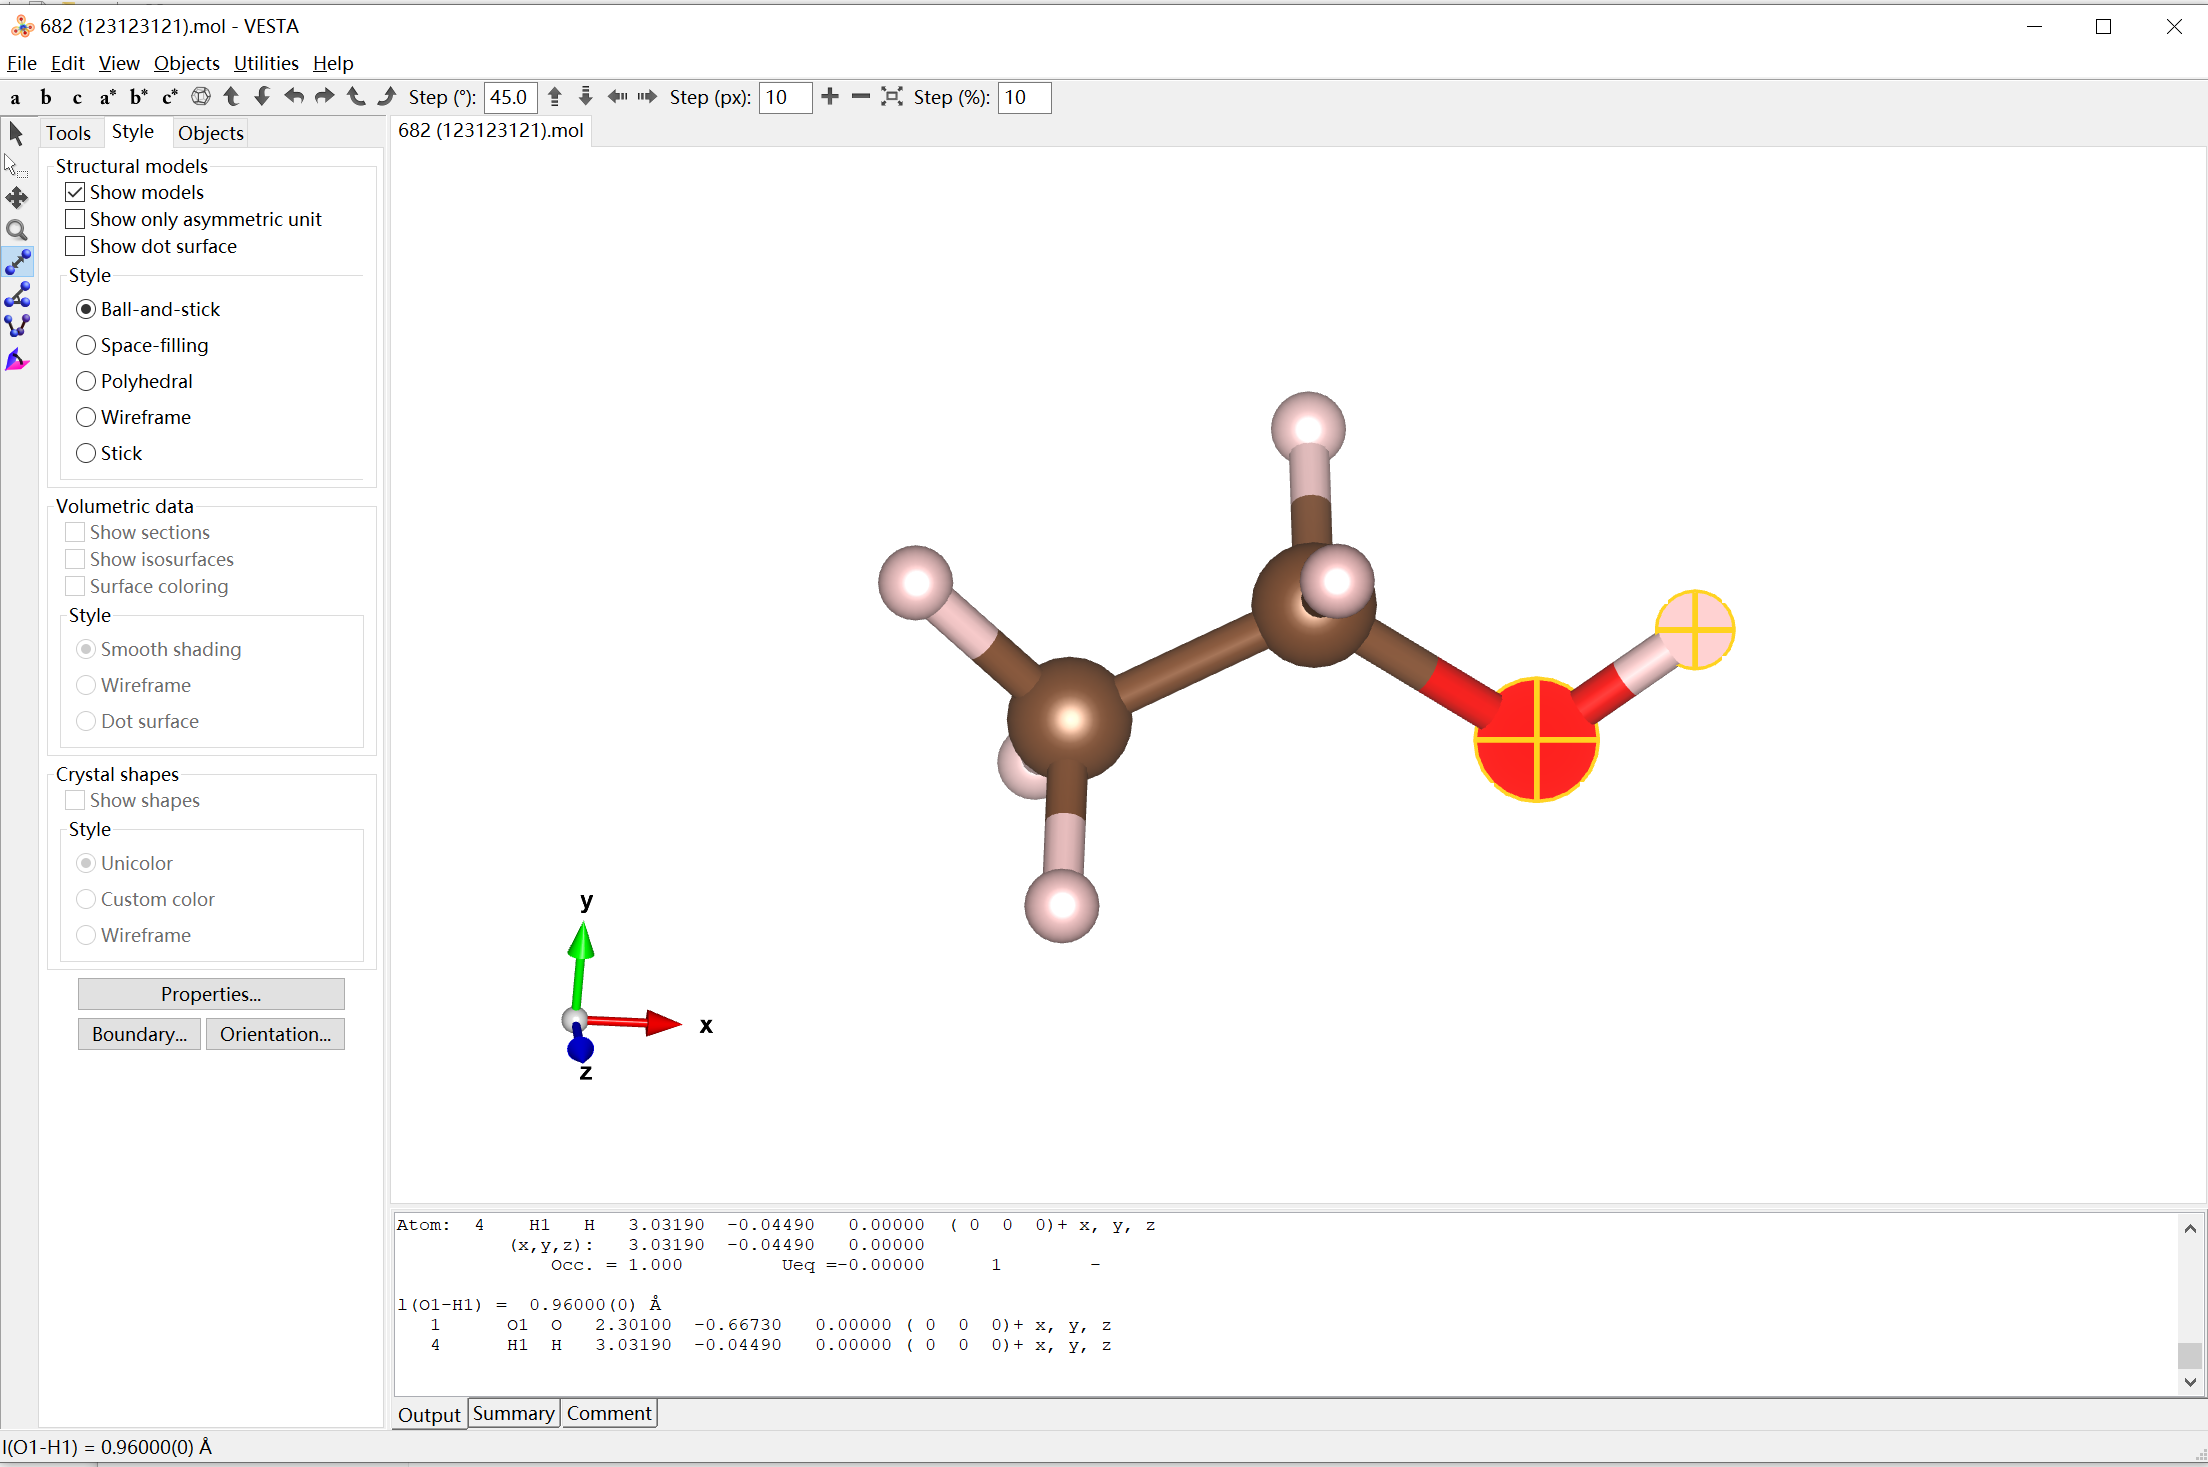 682 (123123121).mol - VESTA
File Edit View Objects Utilities Help
a b c a* b* c* Step (°): 45.0 Step (px): 10 Step (%): 10
Tools Style Objects
682 (123123121).mol
Structural models
Show models
Show only asymmetric unit
Show dot surface
Style
Ball-and-stick
Space-filling
Polyhedral
Wireframe
Stick
Volumetric data
Show sections
Show isosurfaces
Surface coloring
Style
Smooth shading
Wireframe
Dot surface
Crystal shapes
Show shapes
Style
Unicolor
Custom color
Wireframe
Properties...
Boundary... Orientation...
y
x
z
Atom: 4 H1 H 3.03190 -0.04490 0.00000 ( 0 0 0)+ x, y, z
(x,y,z): 3.03190 -0.04490 0.00000
Occ. = 1.000 Ueq =-0.00000 1 -
l(O1-H1) = 0.96000(0) Å
1 O1 O 2.30100 -0.66730 0.00000 ( 0 0 0)+ x, y, z
4 H1 H 3.03190 -0.04490 0.00000 ( 0 0 0)+ x, y, z
Output Summary Comment
l(O1-H1) = 0.96000(0) Å